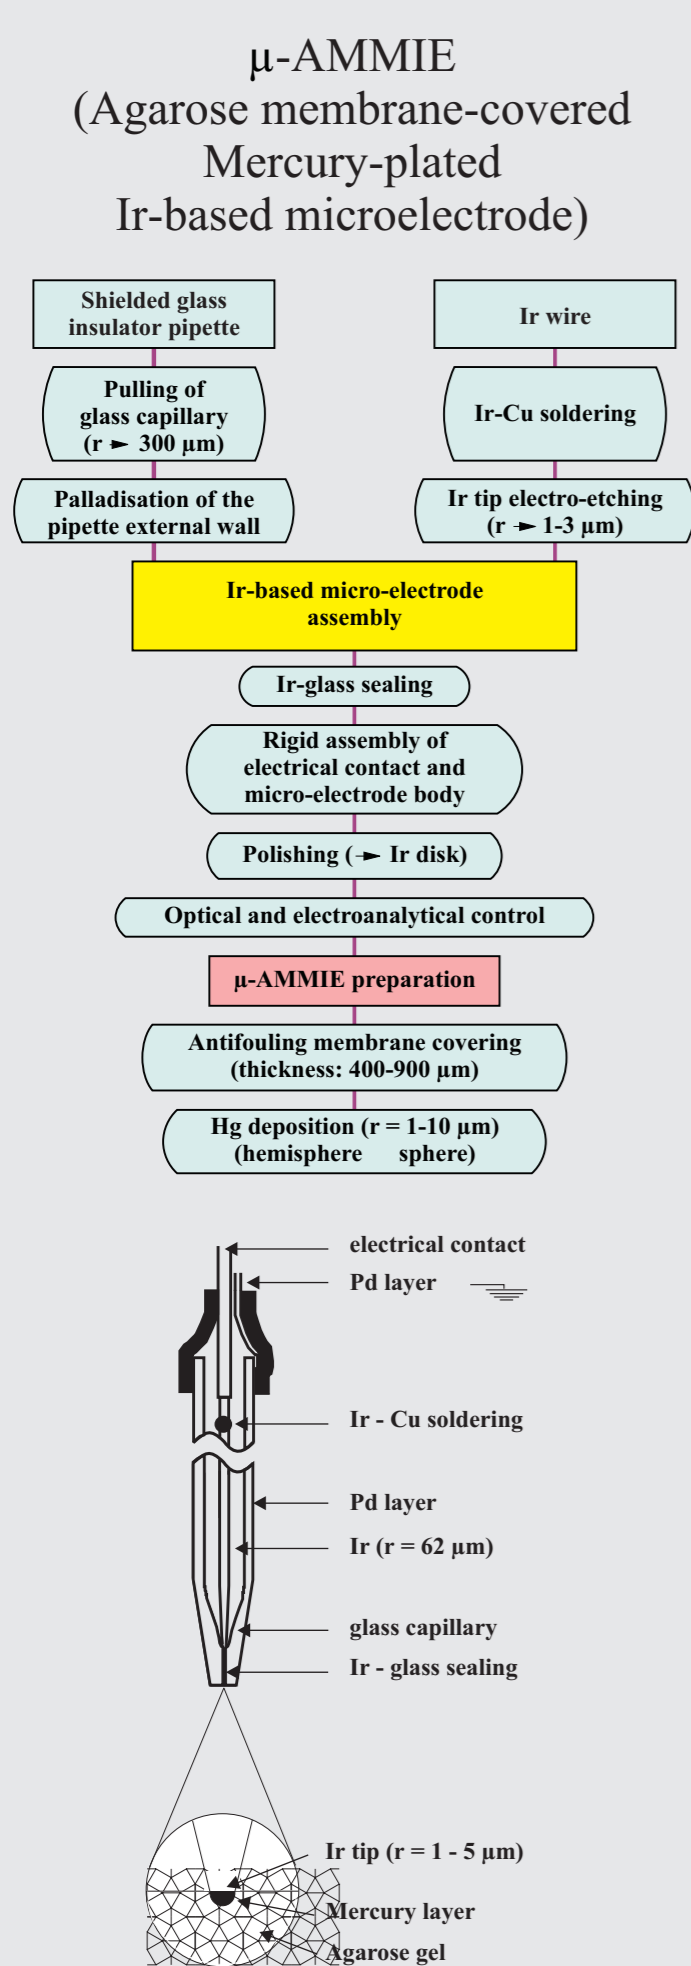 μ-AMMIE
(Agarose membrane-covered
Mercury-plated
Ir-based microelectrode)
Shielded glass
insulator pipette
Ir wire
Pulling of
glass capillary
(r → 300 μm)
Ir-Cu soldering
Palladisation of the
pipette external wall
Ir tip electro-etching
(r → 1-3 μm)
Ir-based micro-electrode
assembly
Ir-glass sealing
Rigid assembly of
electrical contact and
micro-electrode body
Polishing (→ Ir disk)
Optical and electroanalytical control
μ-AMMIE preparation
Antifouling membrane covering
(thickness: 400-900 μm)
Hg deposition (r = 1-10 μm)
(hemisphere sphere)
electrical contact
Pd layer
Ir - Cu soldering
Pd layer
Ir (r = 62 μm)
glass capillary
Ir - glass sealing
Ir tip (r = 1 - 5 μm)
Mercury layer
Agarose gel